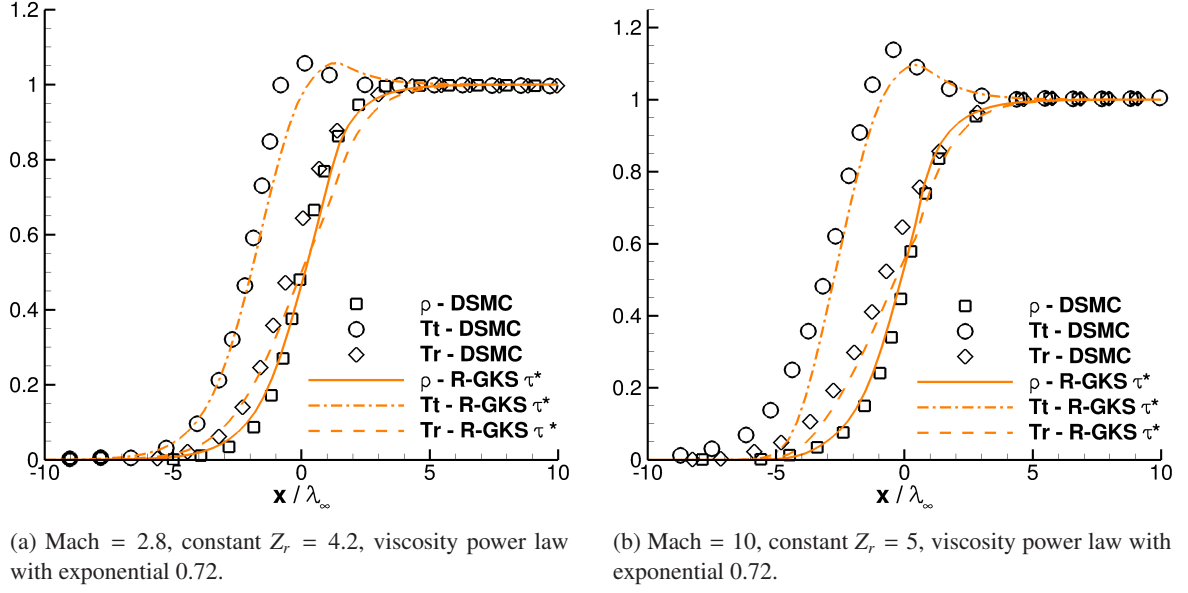 1
0.8
0.6
0.4
0.2
0
-10
-5
0
5
10
x / λ∞
ρ - DSMC
Tt - DSMC
Tr - DSMC
ρ - R-GKS τ*
Tt - R-GKS τ*
Tr - R-GKS τ *
(a) Mach = 2.8, constant Zr = 4.2, viscosity power law
with exponential 0.72.
1.2
1
0.8
0.6
0.4
0.2
0
-10
-5
0
5
10
x / λ∞
ρ - DSMC
Tt - DSMC
Tr - DSMC
ρ - R-GKS τ*
Tt - R-GKS τ*
Tr - R-GKS τ*
(b) Mach = 10, constant Zr = 5, viscosity power law with
exponential 0.72.